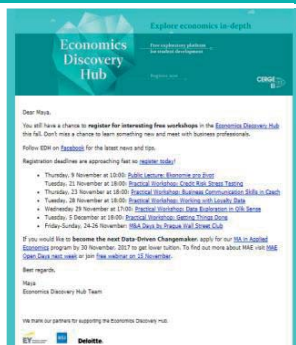 Explore economics in-depth
Economics
Discovery
Hub
Free exploratory platform
for student development
Register now
CERGE
EI
Dear Maya,
You still have a chance to register for interesting free workshops in the Economics Discovery Hub
this fall. Don't miss a chance to learn something new and meet with business professionals.
Follow EDH on Facebook for the latest news and tips.
Registration deadlines are approaching fast so register today!
• Thursday, 9 November at 10:00: Public Lecture: Ekonomie pro život
Tuesday, 21 November at 18:00: Practical Workshop: Credit Risk Stress Testing
• Thursday, 23 November at 18:00: Practical Workshop: Business Communication Skills in Czech
• Tuesday, 28 November at 18:00: Practical Workshop: Working with Loyalty Data
• Wednesday 29 November at 17:00: Practical Workshop: Data Exploration in Qlik Sense
• Tuesday, 5 December at 18:00: Practical Workshop: Getting Things Done
• Friday-Sunday, 24-26 November: M&A Days by Prague Wall Street Club
If you would like to become the next Data-Driven Changemaker, apply for our MA in Applied
Economics program by 30 November, 2017 to get lower tuition. To find out more about MAE visit MAE
Open Days next week or join free webinar on 15 November.
Best regards,
Maya
Economics Discovery Hub Team
We thank our partners for supporting the Economics Discovery Hub.
EY
Deloitte.